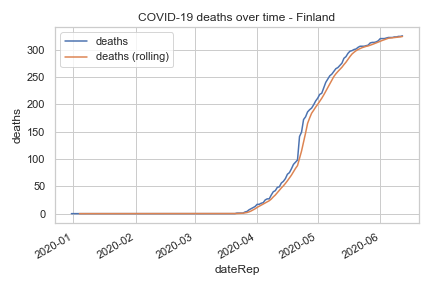 COVID-19 deaths over time - Finland
deaths
deaths (rolling)
300
250
200
150
100
50
0
deaths
2020-01
2020-02
2020-03
2020-04
2020-05
2020-06
dateRep